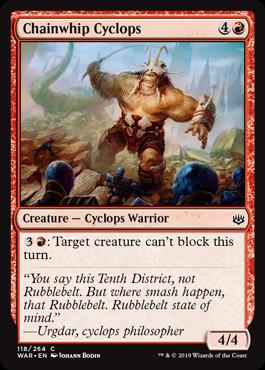 Chainwhip Cyclops 4
Creature — Cyclops Warrior
3 : Target creature can't block this
turn.
"You say this Tenth District, not
Rubblebelt. But where smash happen,
that Rubblebelt. Rubblebelt state of
mind."
—Urgdar, cyclops philosopher
4/4
118/264 C
WAR • EN Johann Bodin
™ & © 2019 Wizards of the Coast